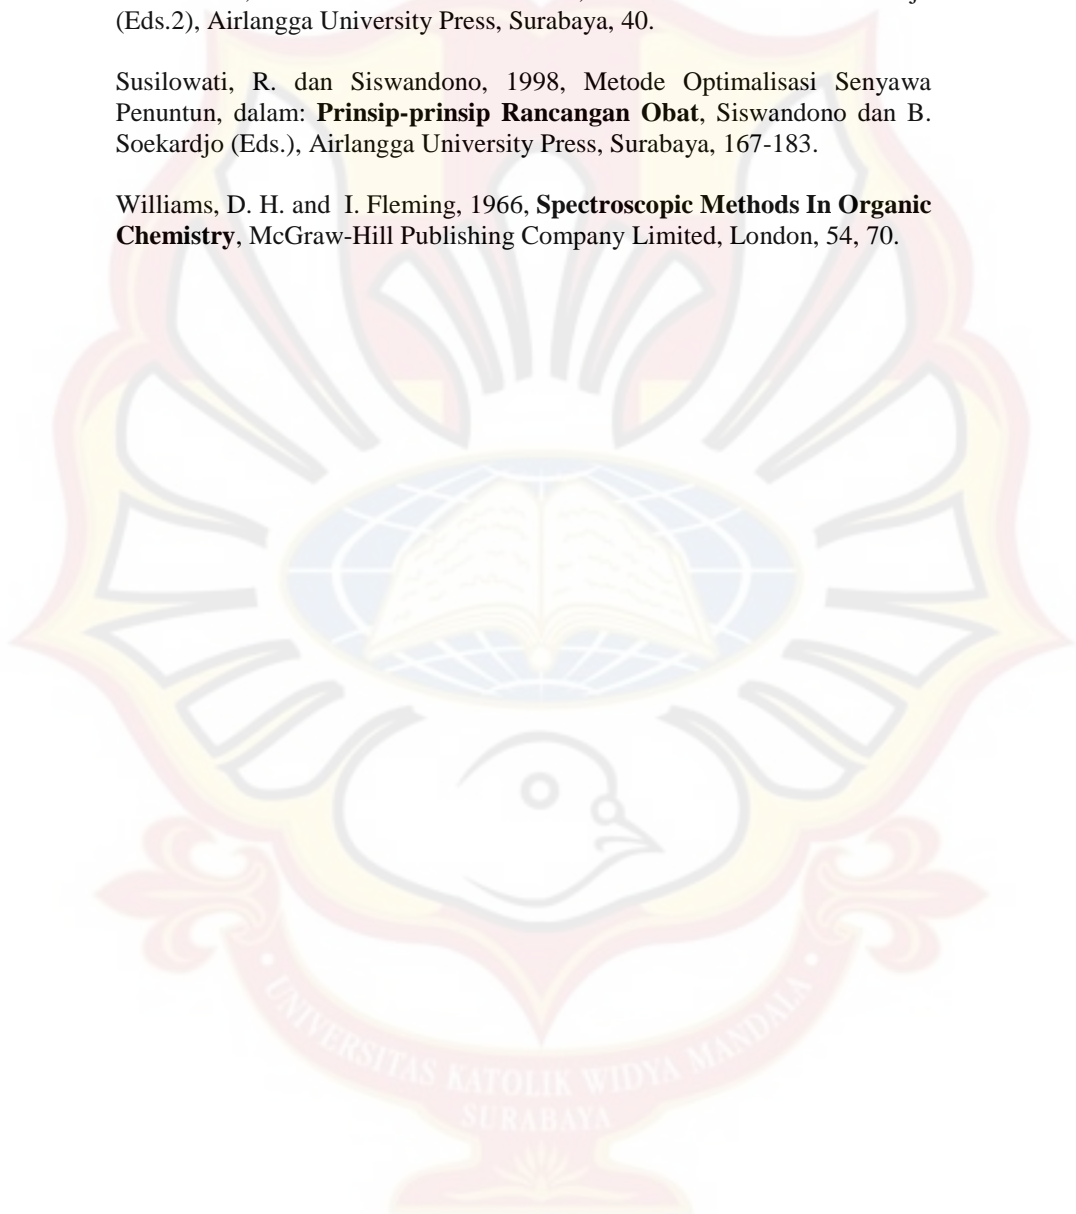 (Eds.2), Airlangga University Press, Surabaya, 40.
Susilowati, R. dan Siswandono, 1998, Metode Optimalisasi Senyawa
Penuntun, dalam: Prinsip-prinsip Rancangan Obat, Siswandono dan B.
Soekardjo (Eds.), Airlangga University Press, Surabaya, 167-183.
Williams, D. H. and I. Fleming, 1966, Spectroscopic Methods In Organic
Chemistry, McGraw-Hill Publishing Company Limited, London, 54, 70.
UNIVERSITAS KATOLIK WIDYA MANDALA
SURABAYA